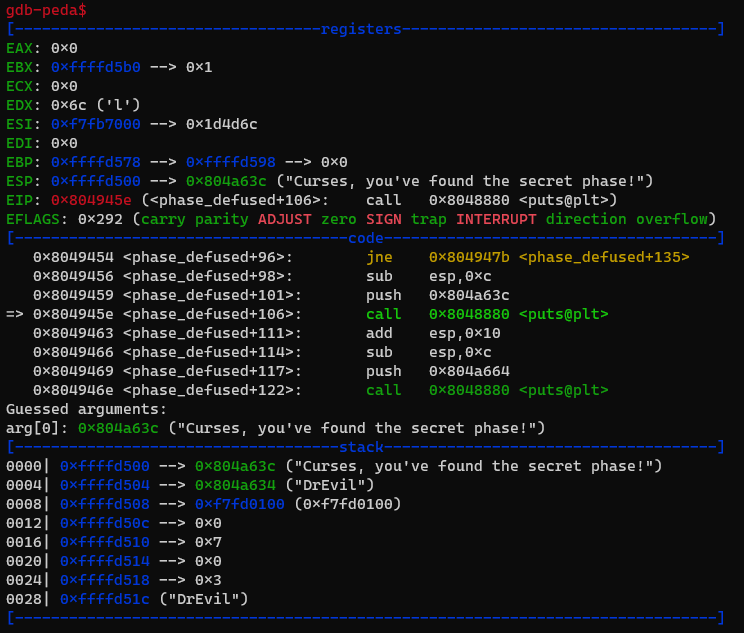 gdb-peda$
[----------------------------------registers-----------------------------------]
EAX: 0x0
EBX: 0xffffd5b0 --> 0x1
ECX: 0x0
EDX: 0x6c ('l')
ESI: 0xf7fb7000 --> 0x1d4d6c
EDI: 0x0
EBP: 0xffffd578 --> 0xffffd598 --> 0x0
ESP: 0xffffd500 --> 0x804a63c ("Curses, you've found the secret phase!")
EIP: 0x804945e (<phase_defused+106>:    call   0x8048880 <puts@plt>)
EFLAGS: 0x292 (carry parity ADJUST zero SIGN trap INTERRUPT direction overflow)
[-------------------------------------code-------------------------------------]
   0x8049454 <phase_defused+96>:        jne    0x804947b <phase_defused+135>
   0x8049456 <phase_defused+98>:        sub    esp,0xc
   0x8049459 <phase_defused+101>:       push   0x804a63c
=> 0x804945e <phase_defused+106>:       call   0x8048880 <puts@plt>
   0x8049463 <phase_defused+111>:       add    esp,0x10
   0x8049466 <phase_defused+114>:       sub    esp,0xc
   0x8049469 <phase_defused+117>:       push   0x804a664
   0x804946e <phase_defused+122>:       call   0x8048880 <puts@plt>
Guessed arguments:
arg[0]: 0x804a63c ("Curses, you've found the secret phase!")
[------------------------------------stack-------------------------------------]
0000| 0xffffd500 --> 0x804a63c ("Curses, you've found the secret phase!")
0004| 0xffffd504 --> 0x804a634 ("DrEvil")
0008| 0xffffd508 --> 0xf7fd0100 (0xf7fd0100)
0012| 0xffffd50c --> 0x0
0016| 0xffffd510 --> 0x7
0020| 0xffffd514 --> 0x0
0024| 0xffffd518 --> 0x3
0028| 0xffffd51c ("DrEvil")
[------------------------------------------------------------------------------]